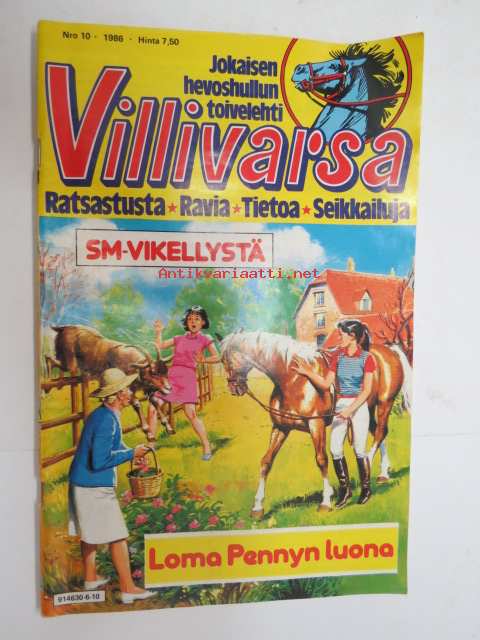 Nro 10 · 1986 · Hinta 7,50
Jokaisen
hevoshullun
toivelehti
Villivarsa
Ratsastusta★Ravia★Tietoa★Seikkailuja
SM-VIKELLYSTÄ
Antikvariaatti.net
Loma Pennyn luona
914630-6-10